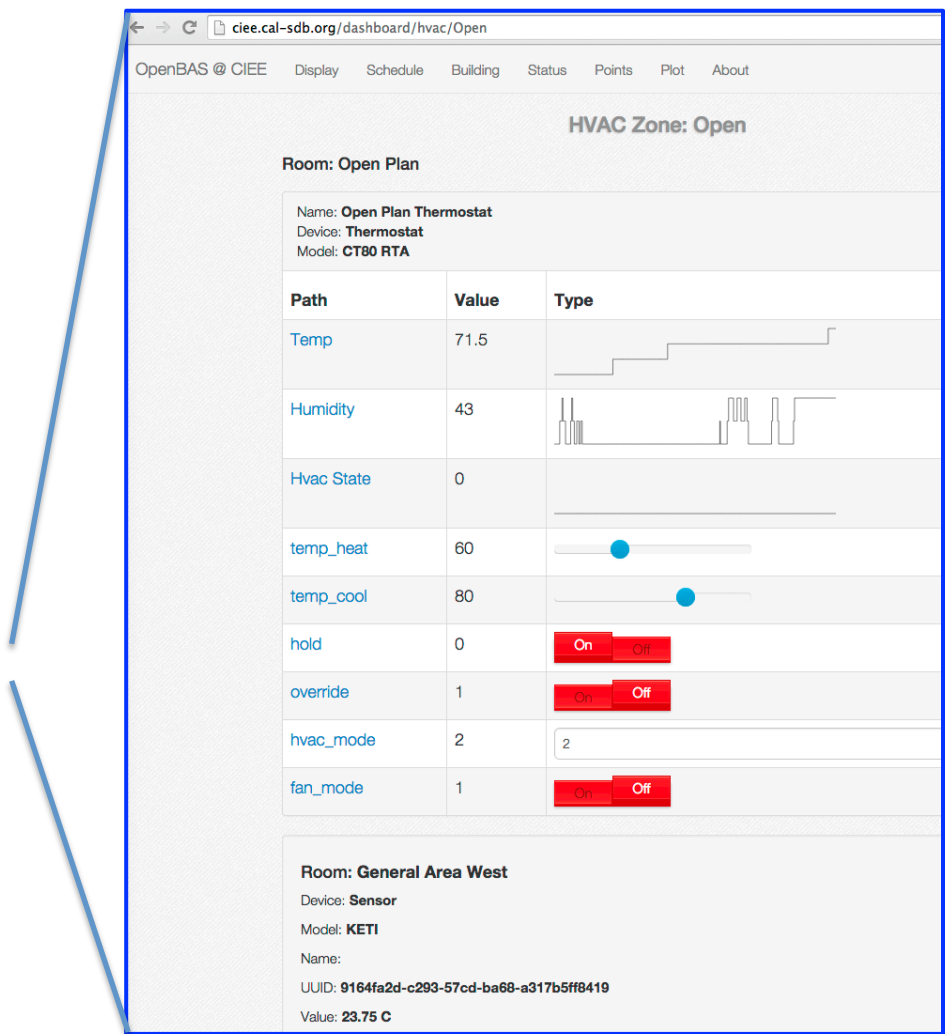 ciee.cal-sdb.org/dashboard/hvac/Open
OpenBAS @ CIEE Display Schedule Building Status Points Plot About
HVAC Zone: Open
Room: Open Plan
Name: Open Plan Thermostat
Device: Thermostat
Model: CT80 RTA
Path Value Type
Temp 71.5
Humidity 43
Hvac State 0
temp_heat 60
temp_cool 80
hold 0 On Off
override 1 On Off
hvac_mode 2 2
fan_mode 1 On Off
Room: General Area West
Device: Sensor
Model: KETI
Name:
UUID: 9164fa2d-c293-57cd-ba68-a317b5ff8419
Value: 23.75 C